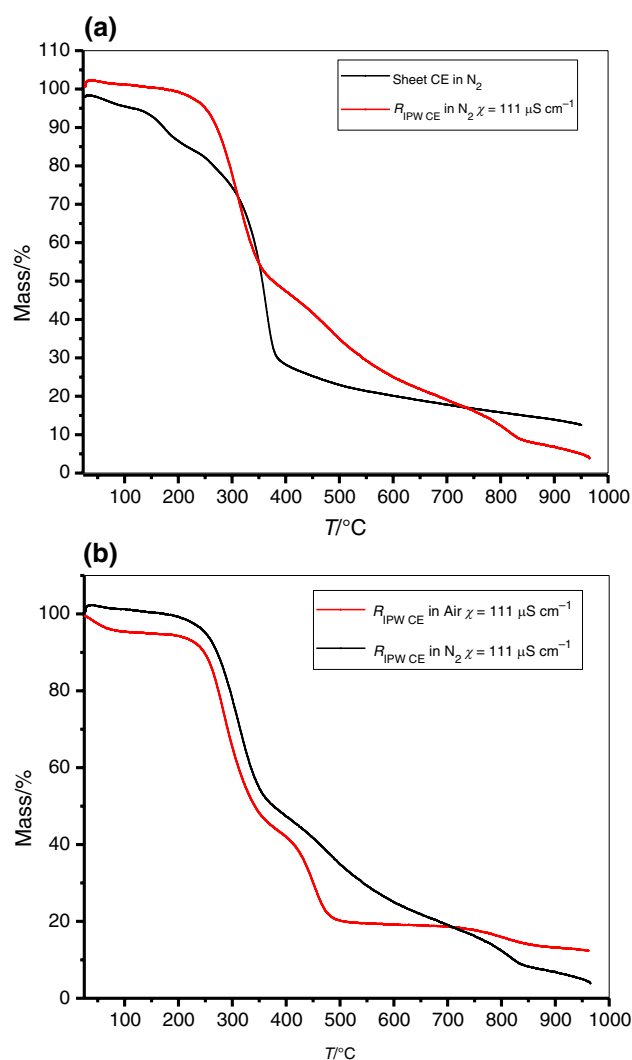 (a)
110
100
90
80
70
60
50
40
30
20
10
0
Mass/%
Sheet CE in N₂
R_IPW CE in N₂ χ = 111 μS cm⁻¹
100 200 300 400 500 600 700 800 900 1000
T/°C
(b)
100
80
60
40
20
0
Mass/%
R_IPW CE in Air χ = 111 μS cm⁻¹
R_IPW CE in N₂ χ = 111 μS cm⁻¹
100 200 300 400 500 600 700 800 900 1000
T/°C